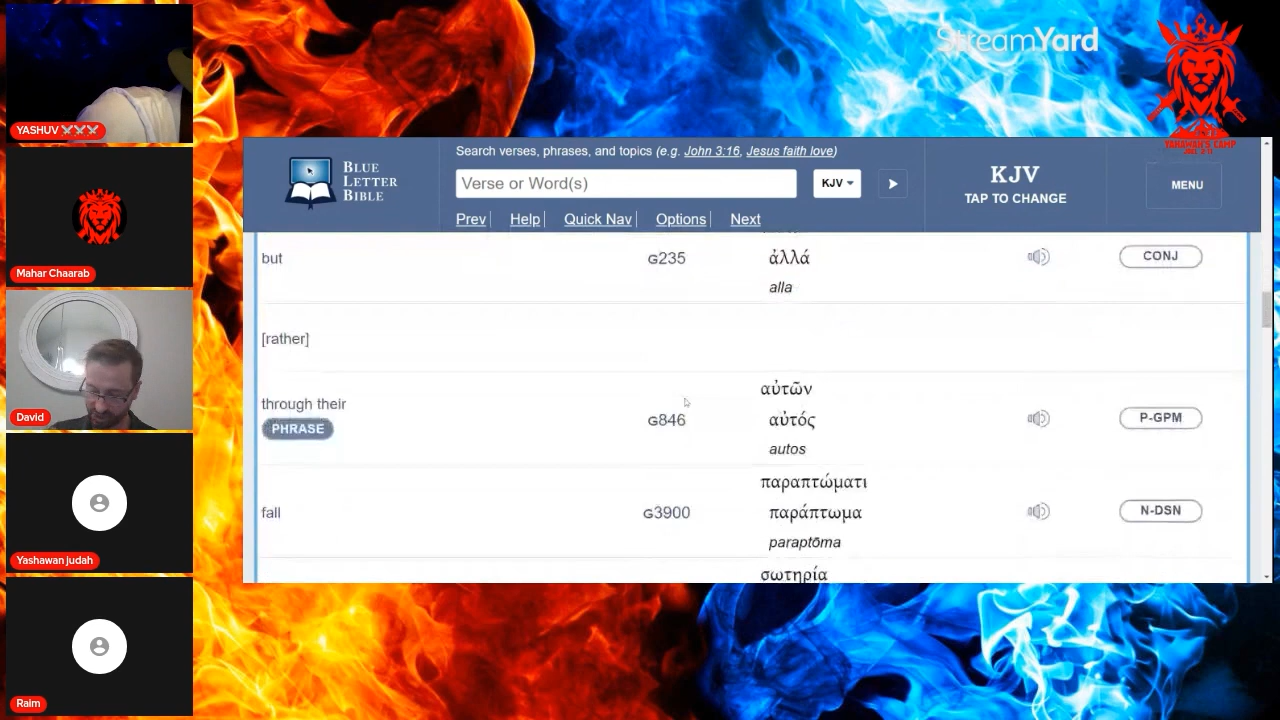 StreamYard
YAHAWAH'S CAMP
YASHUV ⚔⚔⚔
Mahar Chaarab
David
Yashawan judah
Raim
BLUE
LETTER
BIBLE
Search verses, phrases, and topics (e.g. John 3:16, Jesus faith love)
Verse or Word(s)
KJV
Prev
Help
Quick Nav
Options
Next
KJV
TAP TO CHANGE
MENU
but G235 ἀλλά CONJ
alla
[rather]
αὐτῶν
through their G846 αὐτός P-GPM
PHRASE
autos
παραπτώματι
fall G3900 παράπτωμα N-DSN
paraptōma
σωτηρία